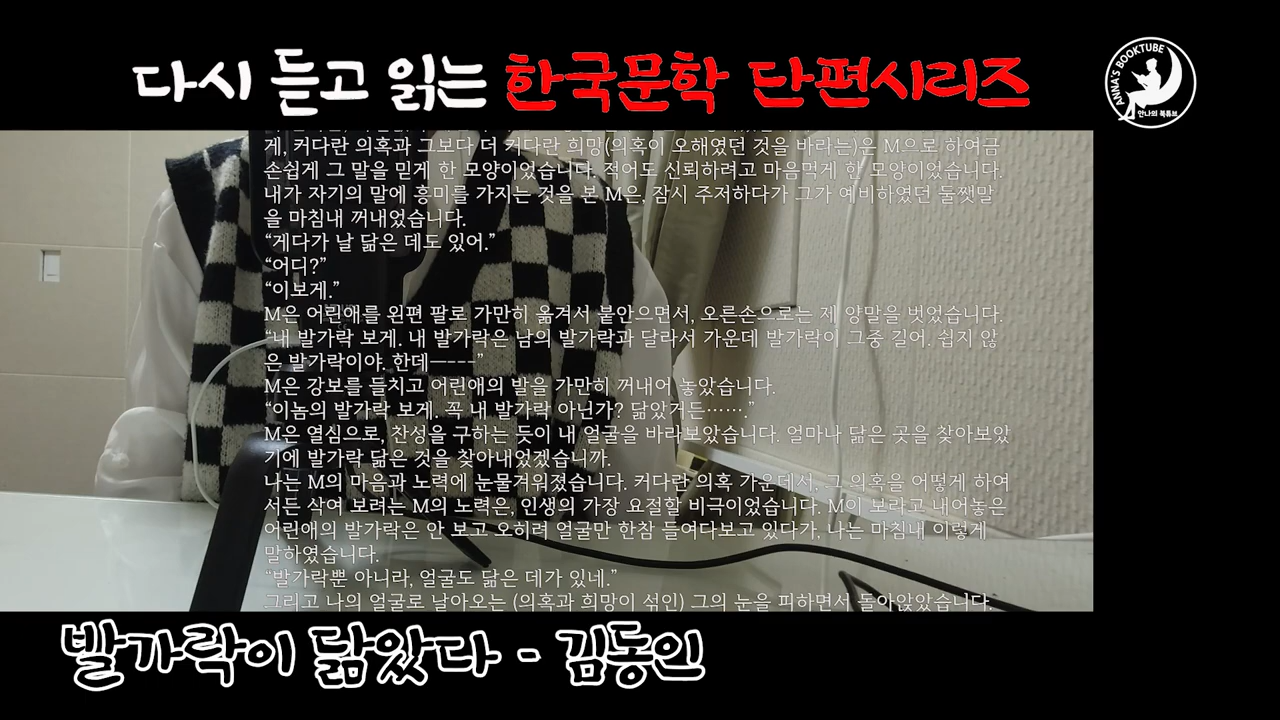 다시 듣고 읽는 한국문학 단편시리즈
ANNA'S BOOKTUBE
안나의 북튜브
게, 커다란 의혹과 그보다 더 커다란 희망(의혹이 오해였던 것을 바라는)은 M으로 하여금
손쉽게 그 말을 믿게 한 모양이었습니다. 적어도 신뢰하려고 마음먹게 한 모양이었습니다.
내가 자기의 말에 흥미를 가지는 것을 본 M은, 잠시 주저하다가 그가 예비하였던 둘쨋말
을 마침내 꺼내었습니다.
“게다가 날 닮은 데도 있어.”
“어디?”
“이보게.”
M은 어린애를 왼편 팔로 가만히 옮겨서 붙안으면서, 오른손으로는 제 양말을 벗었습니다.
“내 발가락 보게. 내 발가락은 남의 발가락과 달라서 가운데 발가락이 그중 길어. 쉽지 않
은 발가락이야. 한데―---”
M은 강보를 들치고 어린애의 발을 가만히 꺼내어 놓았습니다.
“이놈의 발가락 보게. 꼭 내 발가락 아닌가? 닮았거든…….”
M은 열심으로, 찬성을 구하는 듯이 내 얼굴을 바라보았습니다. 얼마나 닮은 곳을 찾아보았
기에 발가락 닮은 것을 찾아내었겠습니까.
나는 M의 마음과 노력에 눈물겨워졌습니다. 커다란 의혹 가운데서, 그 의혹을 어떻게 하여
서든 삭여 보려는 M의 노력은, 인생의 가장 요절할 비극이었습니다. M이 보라고 내어놓은
어린애의 발가락은 안 보고 오히려 얼굴만 한참 들여다보고 있다가, 나는 마침내 이렇게
말하였습니다.
“발가락뿐 아니라, 얼굴도 닮은 데가 있네.”
그리고 나의 얼굴로 날아오는 (의혹과 희망이 섞인) 그의 눈을 피하면서 돌아앉았습니다.
발가락이 닮았다 - 김동인